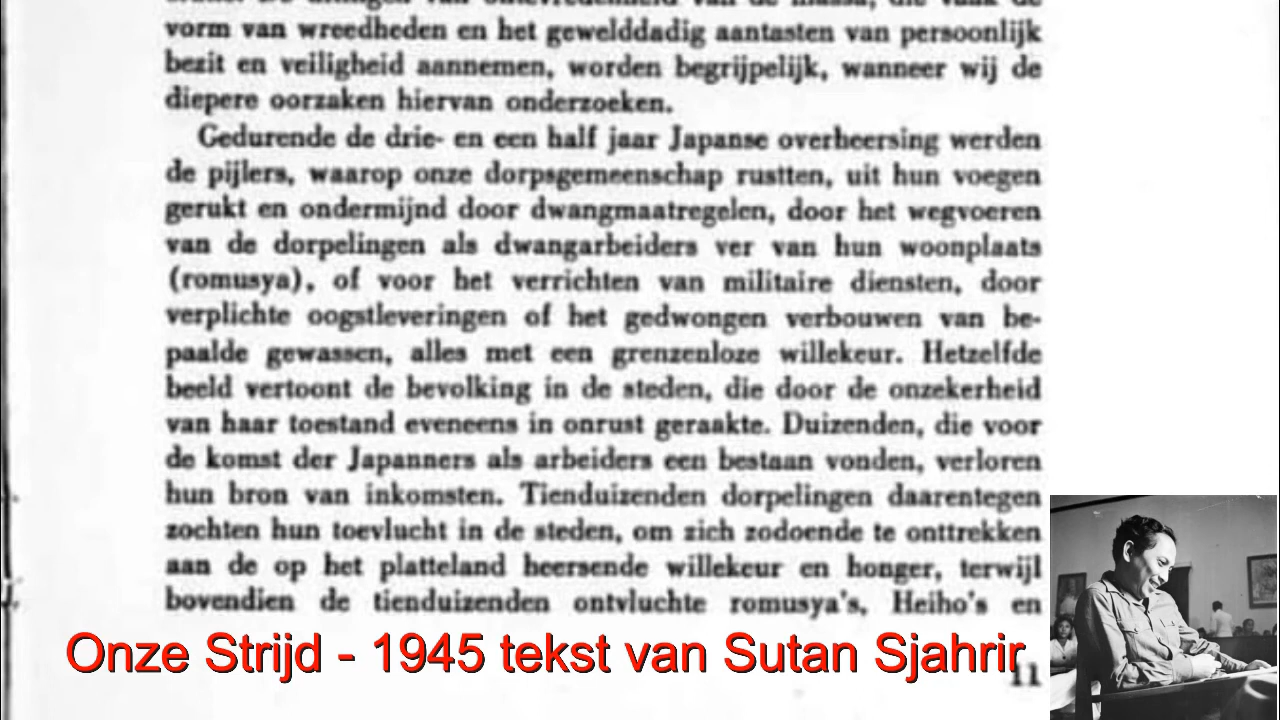 vorm van wreedheden en het gewelddadig aantasten van persoonlijk
bezit en veiligheid aannemen, worden begrijpelijk, wanneer wij de
diepere oorzaken hiervan onderzoeken.
Gedurende de drie- en een half jaar Japanse overheersing werden
de pijlers, waarop onze dorpsgemeenschap rustten, uit hun voegen
gerukt en ondermijnd door dwangmaatregelen, door het wegvoeren
van de dorpelingen als dwangarbeiders ver van hun woonplaats
(romusya), of voor het verrichten van militaire diensten, door
verplichte oogstleveringen of het gedwongen verbouwen van be-
paalde gewassen, alles met een grenzenloze willekeur. Hetzelfde
beeld vertoont de bevolking in de steden, die door de onzekerheid
van haar toestand eveneens in onrust geraakte. Duizenden, die voor
de komst der Japanners als arbeiders een bestaan vonden, verloren
hun bron van inkomsten. Tienduizenden dorpelingen daarentegen
zochten hun toevlucht in de steden, om zich zodoende te onttrekken
aan de op het platteland heersende willekeur en honger, terwijl
bovendien de tienduizenden ontvluchte romusya's, Heiho's en
Onze Strijd - 1945 tekst van Sutan Sjahrir
11